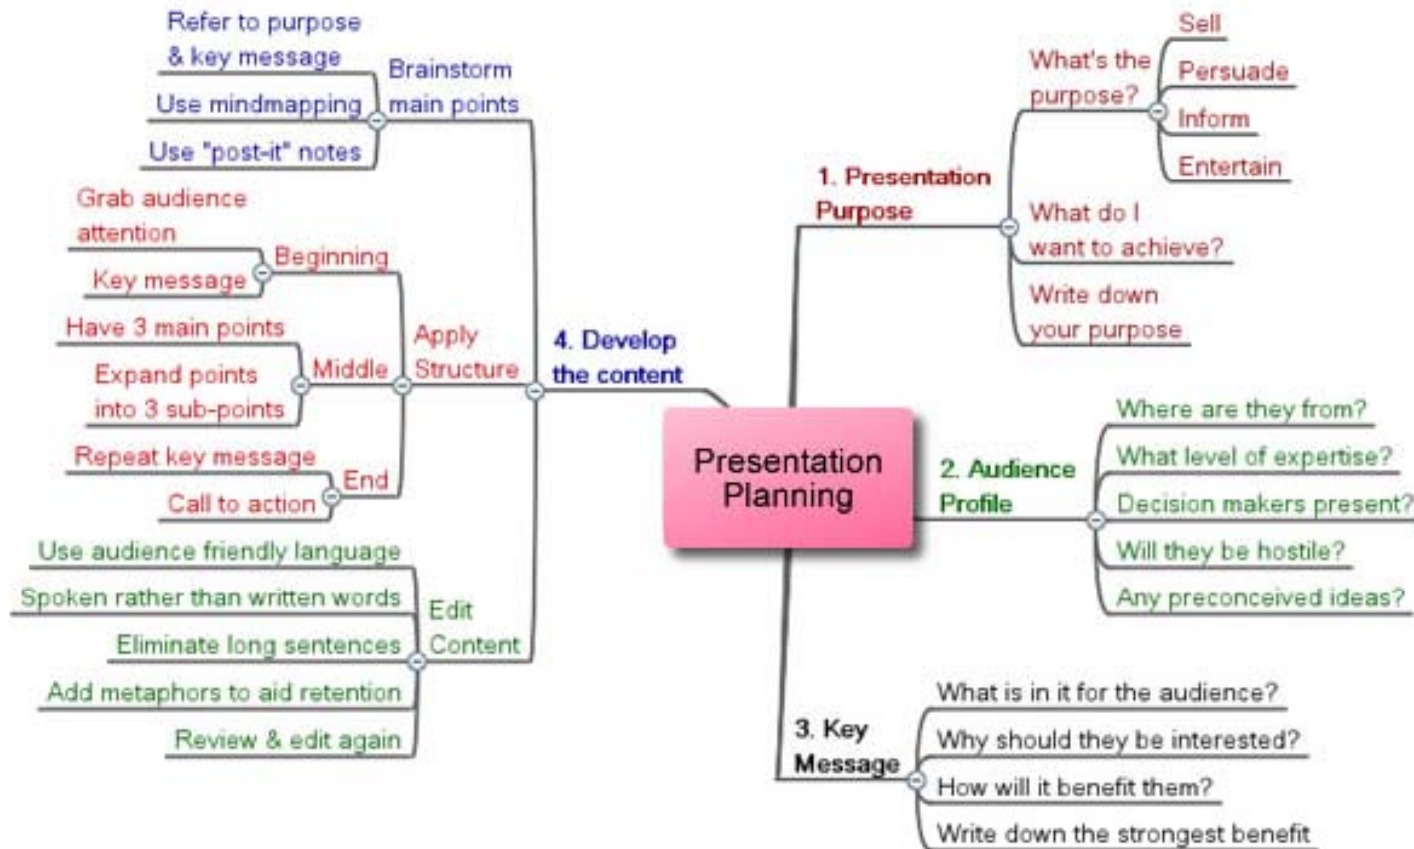 Presentation
Planning
1. Presentation
Purpose
What's the
purpose?
Sell
Persuade
Inform
Entertain
What do I
want to achieve?
Write down
your purpose
2. Audience
Profile
Where are they from?
What level of expertise?
Decision makers present?
Will they be hostile?
Any preconceived ideas?
3. Key
Message
What is in it for the audience?
Why should they be interested?
How will it benefit them?
Write down the strongest benefit
4. Develop
the content
Brainstorm
main points
Refer to purpose
& key message
Use mindmapping
Use "post-it" notes
Apply
Structure
Beginning
Grab audience
attention
Key message
Middle
Have 3 main points
Expand points
into 3 sub-points
End
Repeat key message
Call to action
Edit
Content
Use audience friendly language
Spoken rather than written words
Eliminate long sentences
Add metaphors to aid retention
Review & edit again